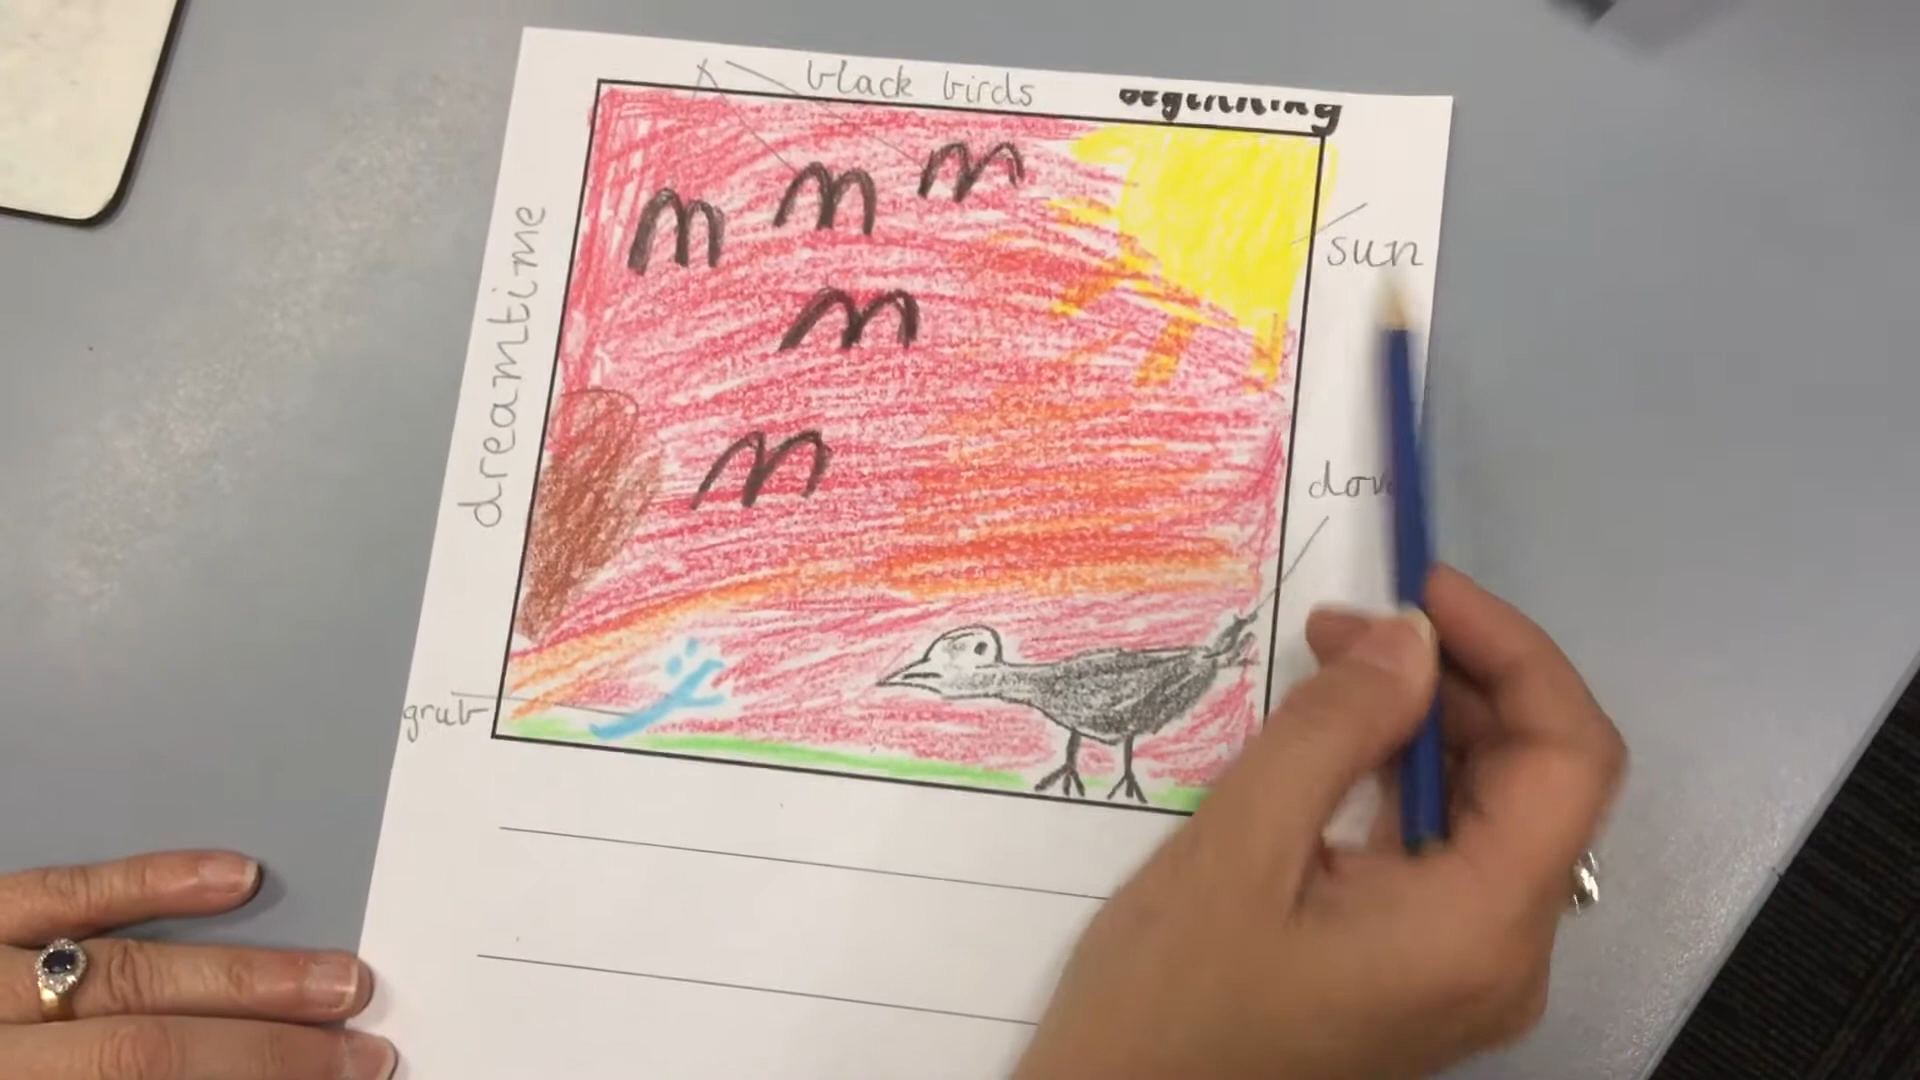 black birds
beginning
sun
dreamtime
dove
grub